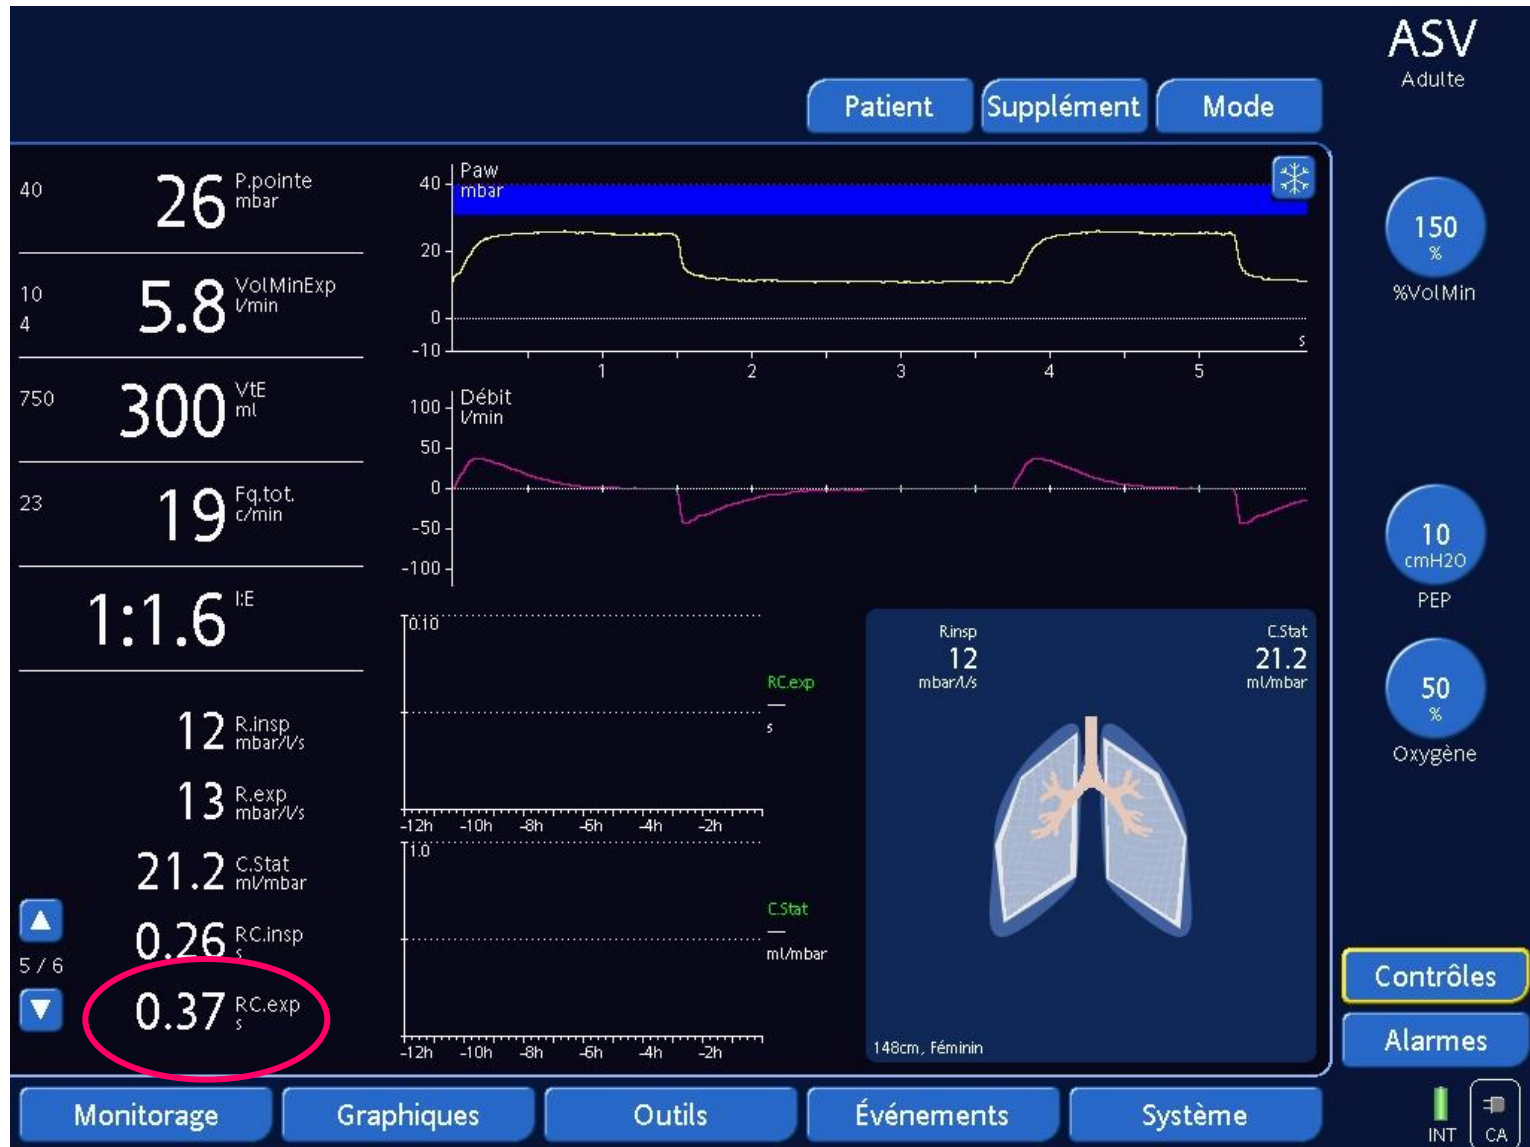 ASV
Adulte
Patient
Supplément
Mode
40
26
P.pointe
mbar
10
4
5.8
VolMinExp
l/min
750
300
VtE
ml
23
19
Fq.tot.
c/min
1:1.6
I:E
12
R.insp
mbar/l/s
13
R.exp
mbar/l/s
21.2
C.Stat
ml/mbar
0.26
RC.insp
s
5 / 6
0.37
RC.exp
s
Paw
mbar
40
20
0
-10
s
1 2 3 4 5
Débit
l/min
100
50
0
-50
-100
0.10
RC.exp
s
-12h -10h -8h -6h -4h -2h
1.0
C.Stat
ml/mbar
-12h -10h -8h -6h -4h -2h
Rinsp
12
mbar/l/s
C.Stat
21.2
ml/mbar
148cm, Féminin
150
%
%VolMin
10
cmH2O
PEP
50
%
Oxygène
Contrôles
Alarmes
Monitorage
Graphiques
Outils
Événements
Système
INT
CA